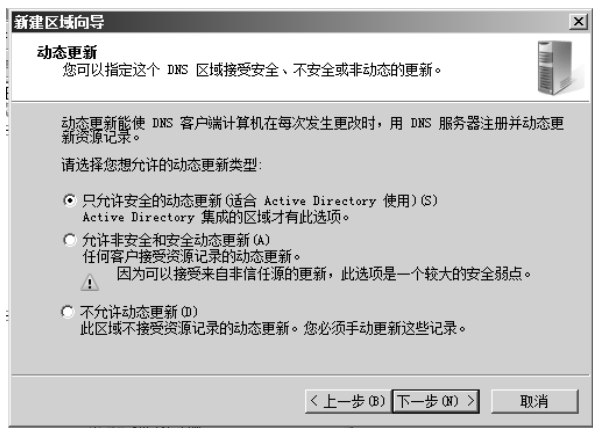 新建区域向导
动态更新
您可以指定这个 DNS 区域接受安全、不安全或非动态的更新。
动态更新能使 DNS 客户端计算机在每次发生更改时，用 DNS 服务器注册并动态更
新资源记录。
请选择您想允许的动态更新类型:
只允许安全的动态更新(适合 Active Directory 使用)(S)
Active Directory 集成的区域才有此选项。
允许非安全和安全动态更新(A)
任何客户接受资源记录的动态更新。
因为可以接受来自非信任源的更新，此选项是一个较大的安全弱点。
不允许动态更新(D)
此区域不接受资源记录的动态更新。您必须手动更新这些记录。
< 上一步(B) 下一步(N) > 取消